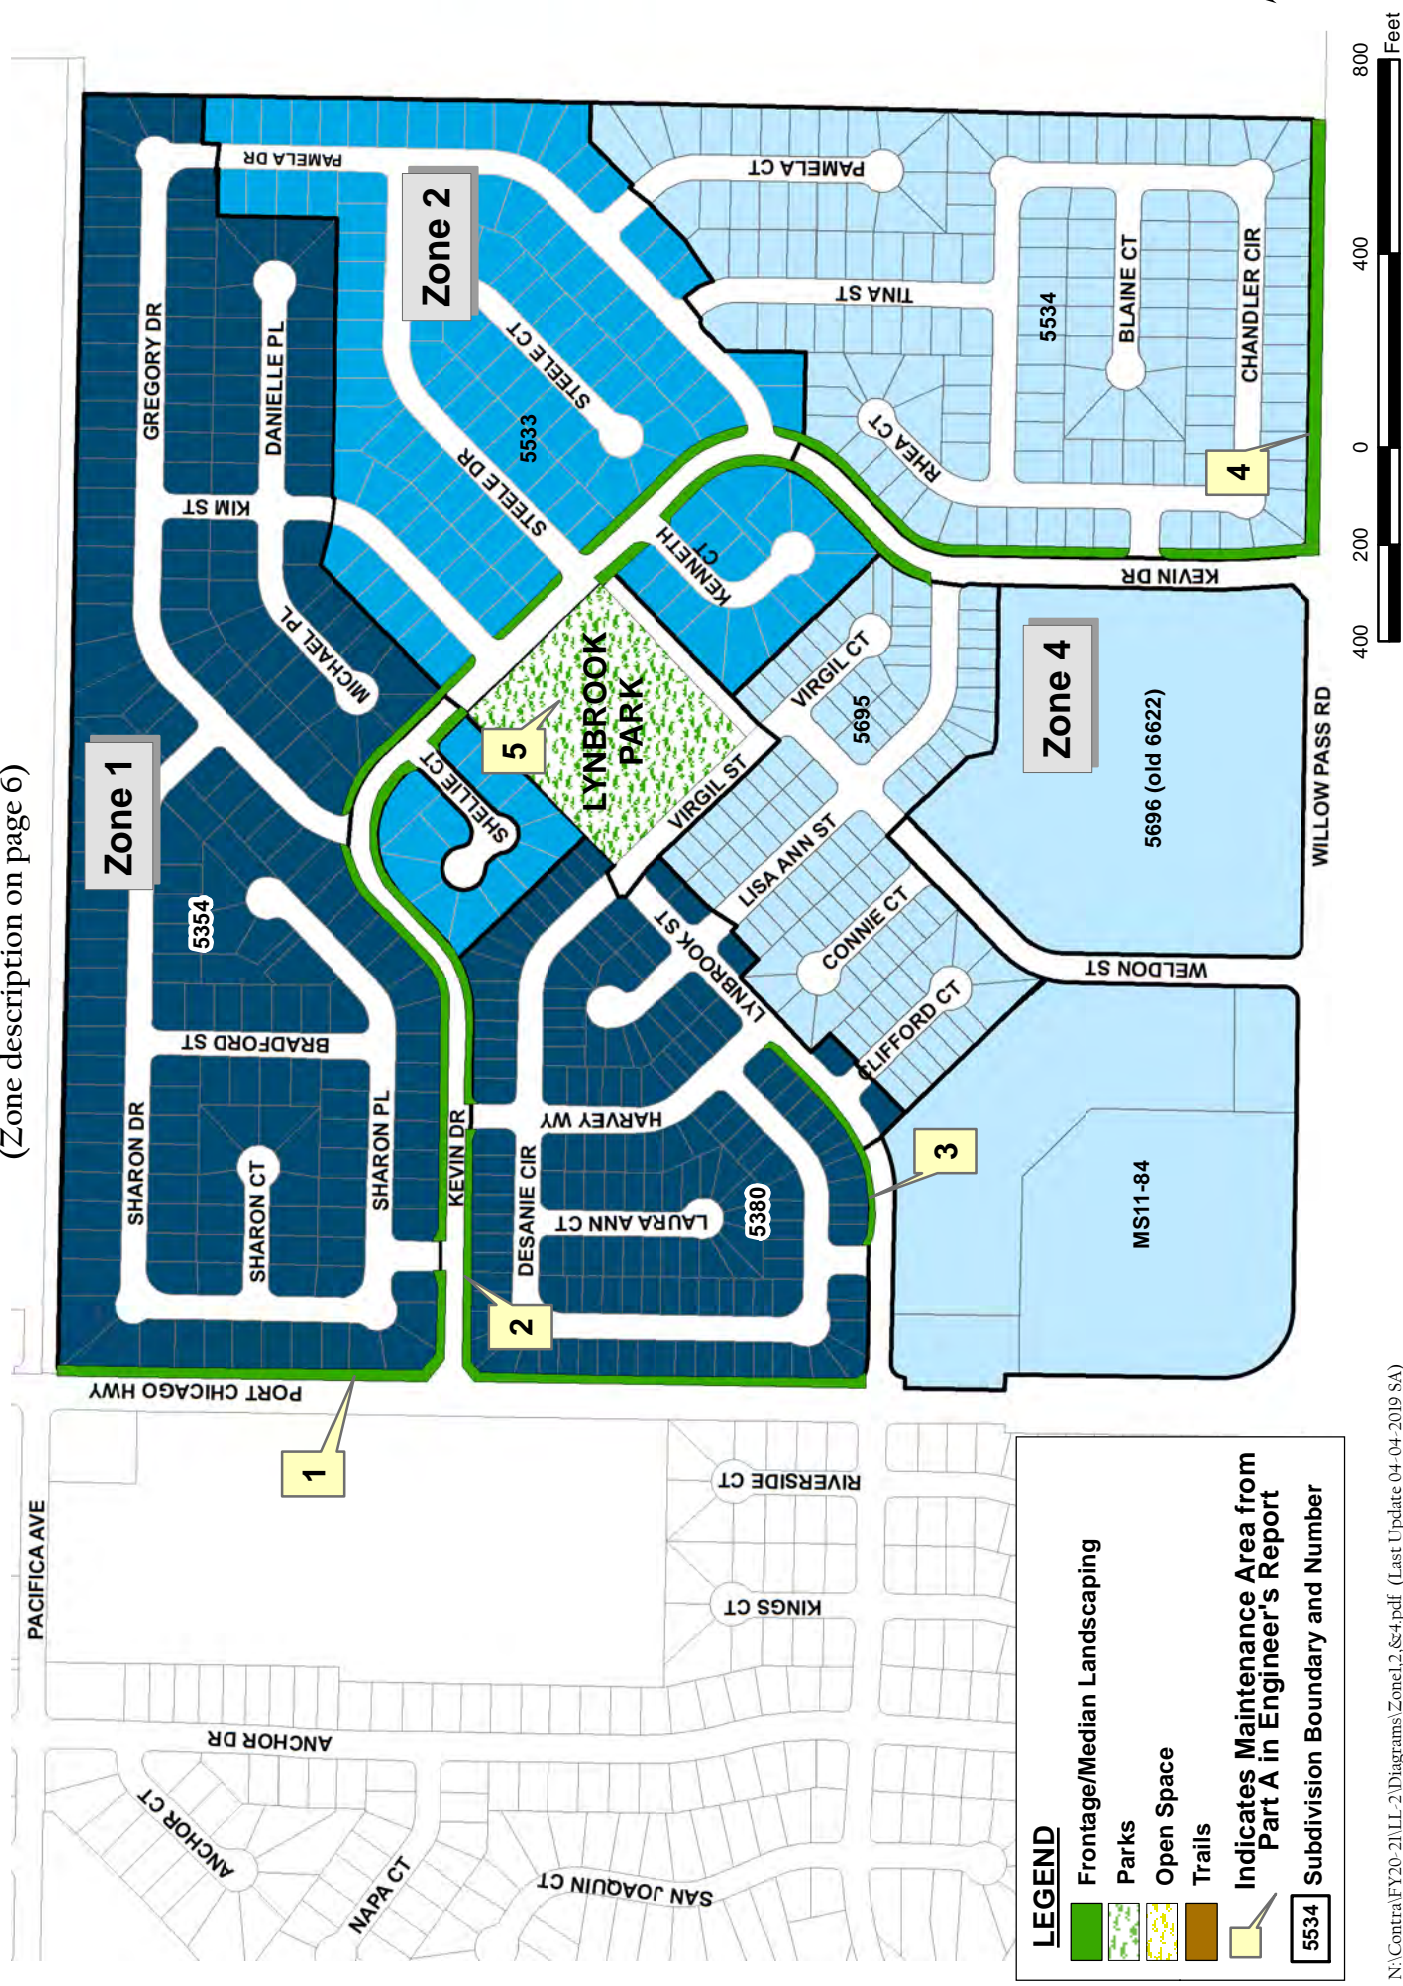 (Zone description on page 6)
PACIFICA AVE
PORT CHICAGO HWY
ANCHOR DR
ANCHOR CT
NAPA CT
SAN JOAQUIN CT
KINGS CT
RIVERSIDE CT
Zone 1
5354
SHARON DR
SHARON CT
BRADFORD ST
SHARON PL
GREGORY DR
KIM ST
DANIELLE PL
MICHAEL PL
KEVIN DR
DESANIE CIR
HARVEY WY
LAURA ANN CT
5380
LYNBROOK ST
Zone 2
PAMELA DR
STEELE CT
STEELE DR
5533
KENNETH
CT
SHELLIE CT
LYNBROOK
PARK
VIRGIL ST
VIRGIL CT
5695
LISA ANN ST
CONNIE CT
CLIFFORD CT
PAMELA CT
TINA ST
RHEA CT
5534
BLAINE CT
CHANDLER CIR
KEVIN DR
Zone 4
5696 (old 6622)
WELDON ST
MS11-84
WILLOW PASS RD
1
2
3
4
5
LEGEND
Frontage/Median Landscaping
Parks
Open Space
Trails
Indicates Maintenance Area from
Part A in Engineer's Report
5534 Subdivision Boundary and Number
400 200 0 400 800
Feet
N:\Contra\FY20-21\LL-2\Diagrams\Zone1,2,&4.pdf (Last Update 04-04-2019 SA)